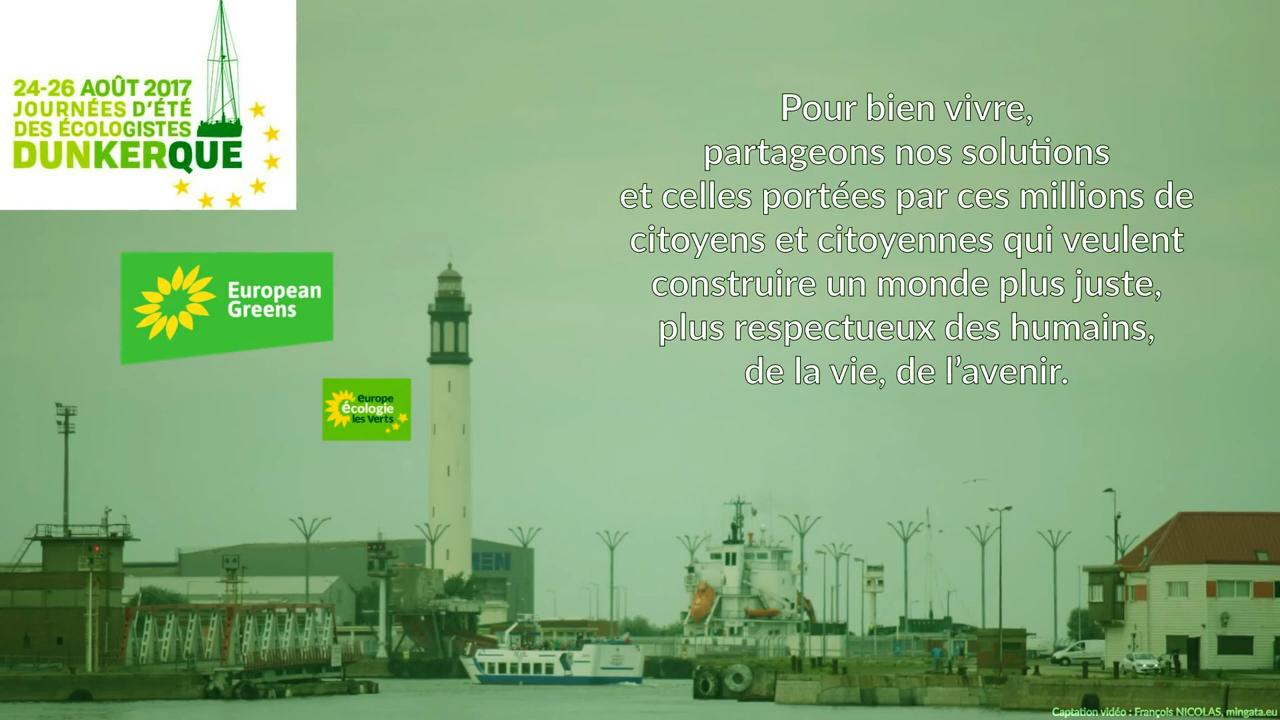 24-26 AOÛT 2017
JOURNÉES D'ÉTÉ
DES ÉCOLOGISTES
DUNKERQUE
Pour bien vivre,
partageons nos solutions
et celles portées par ces millions de
citoyens et citoyennes qui veulent
construire un monde plus juste,
plus respectueux des humains,
de la vie, de l’avenir.
European
Greens
europe
écologie
les verts
Captation vidéo : François NICOLAS, mingata.eu